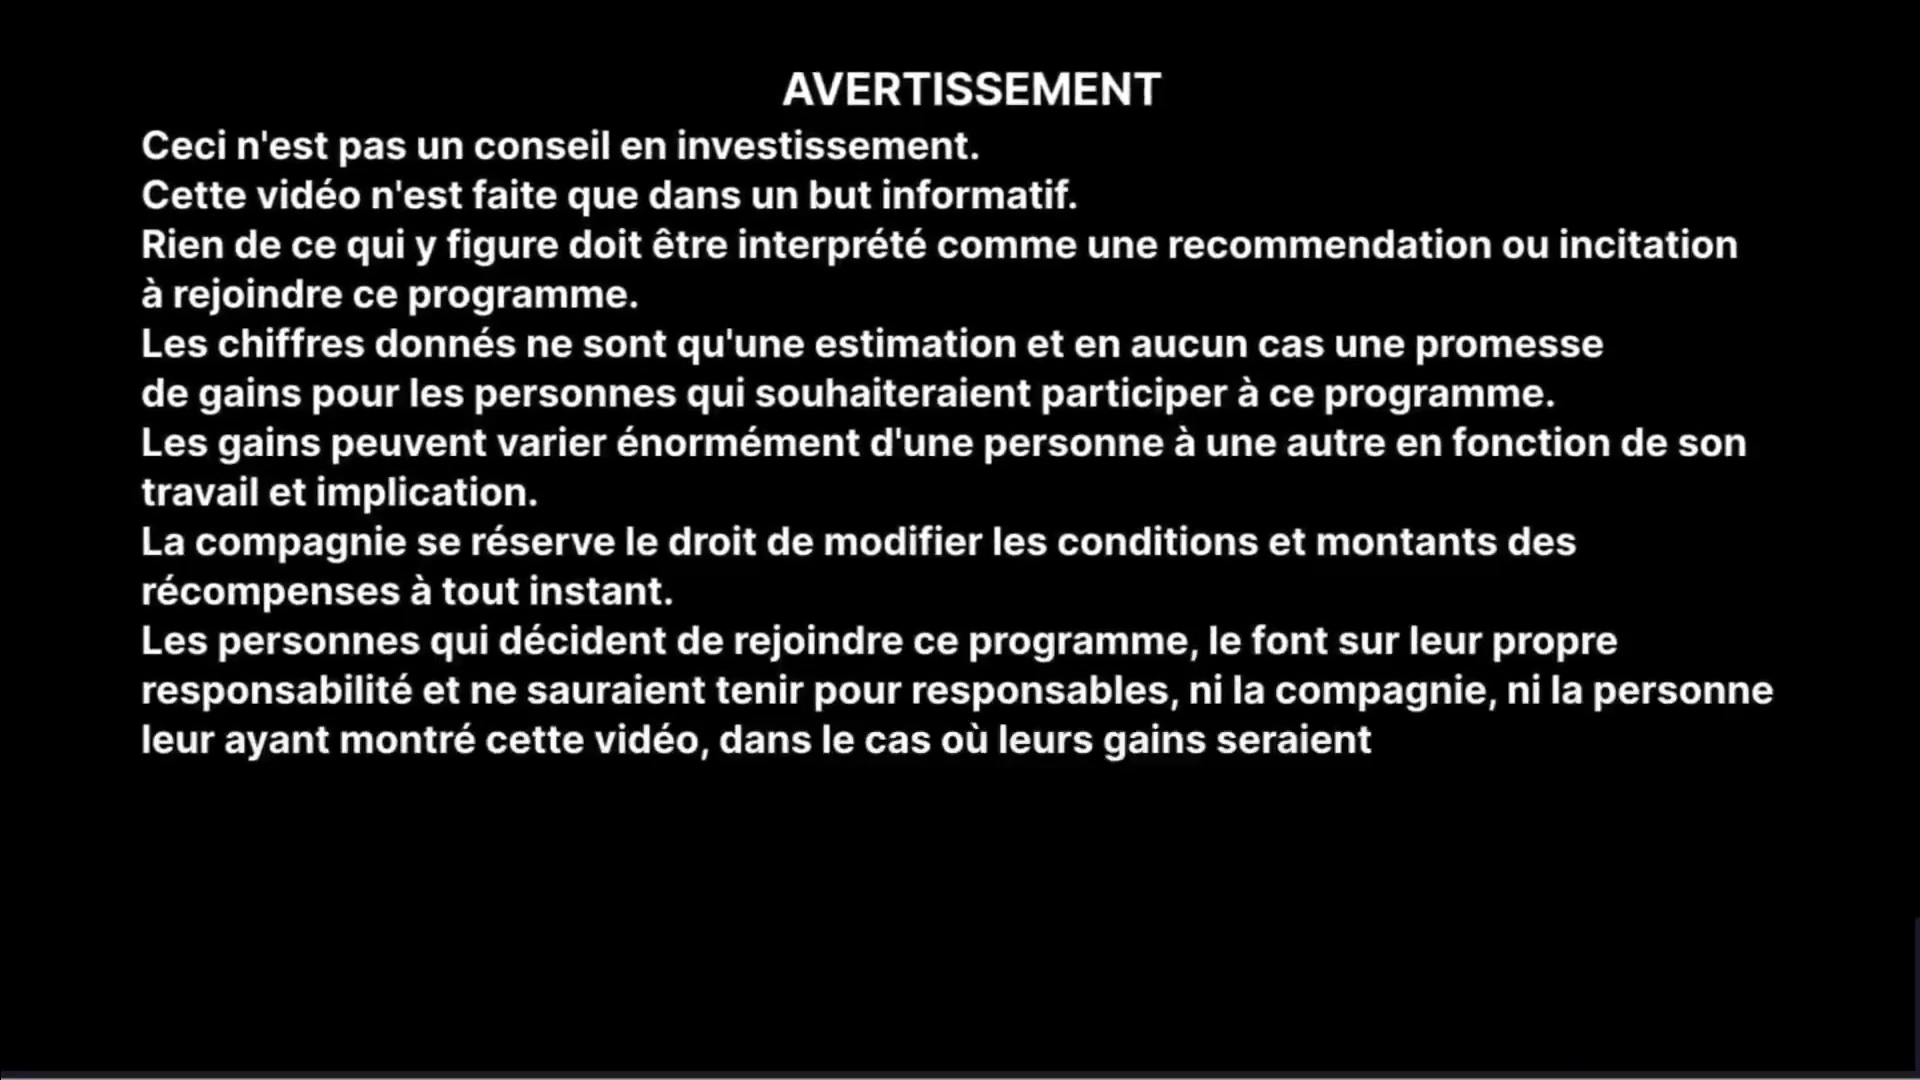 AVERTISSEMENT
Ceci n'est pas un conseil en investissement.
Cette vidéo n'est faite que dans un but informatif.
Rien de ce qui y figure doit être interprété comme une recommendation ou incitation
à rejoindre ce programme.
Les chiffres donnés ne sont qu'une estimation et en aucun cas une promesse
de gains pour les personnes qui souhaiteraient participer à ce programme.
Les gains peuvent varier énormément d'une personne à une autre en fonction de son
travail et implication.
La compagnie se réserve le droit de modifier les conditions et montants des
récompenses à tout instant.
Les personnes qui décident de rejoindre ce programme, le font sur leur propre
responsabilité et ne sauraient tenir pour responsables, ni la compagnie, ni la personne
leur ayant montré cette vidéo, dans le cas où leurs gains seraient